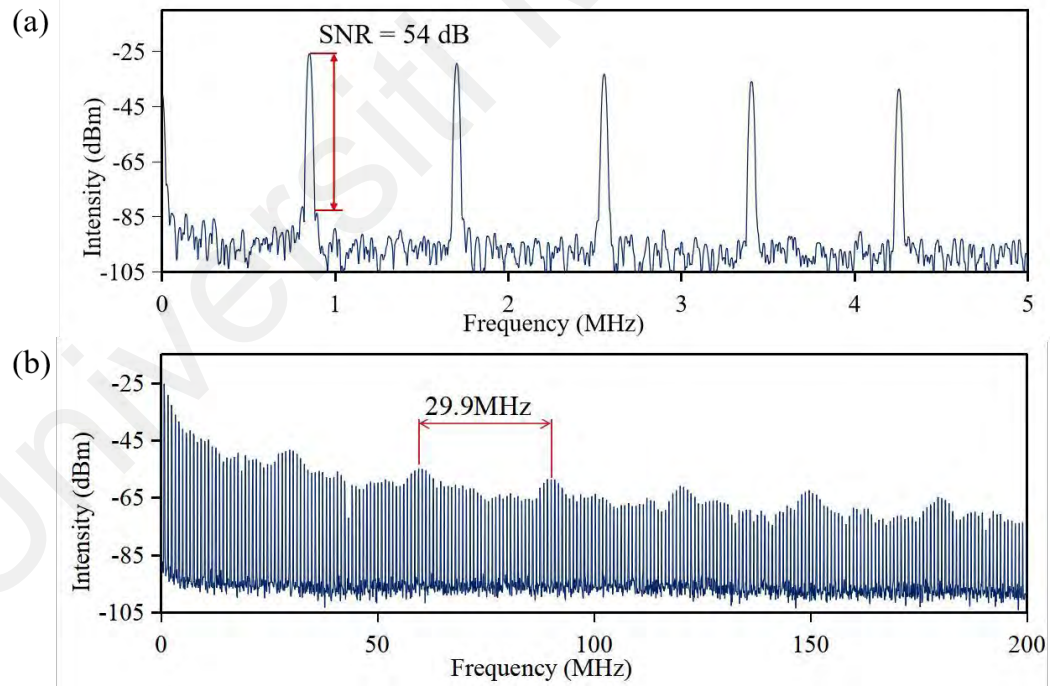 (a)
SNR = 54 dB
Intensity (dBm)
-25
-45
-65
-85
-105
0 1 2 3 4 5
Frequency (MHz)
(b)
29.9MHz
Intensity (dBm)
-25
-45
-65
-85
-105
0 50 100 150 200
Frequency (MHz)
Universiti